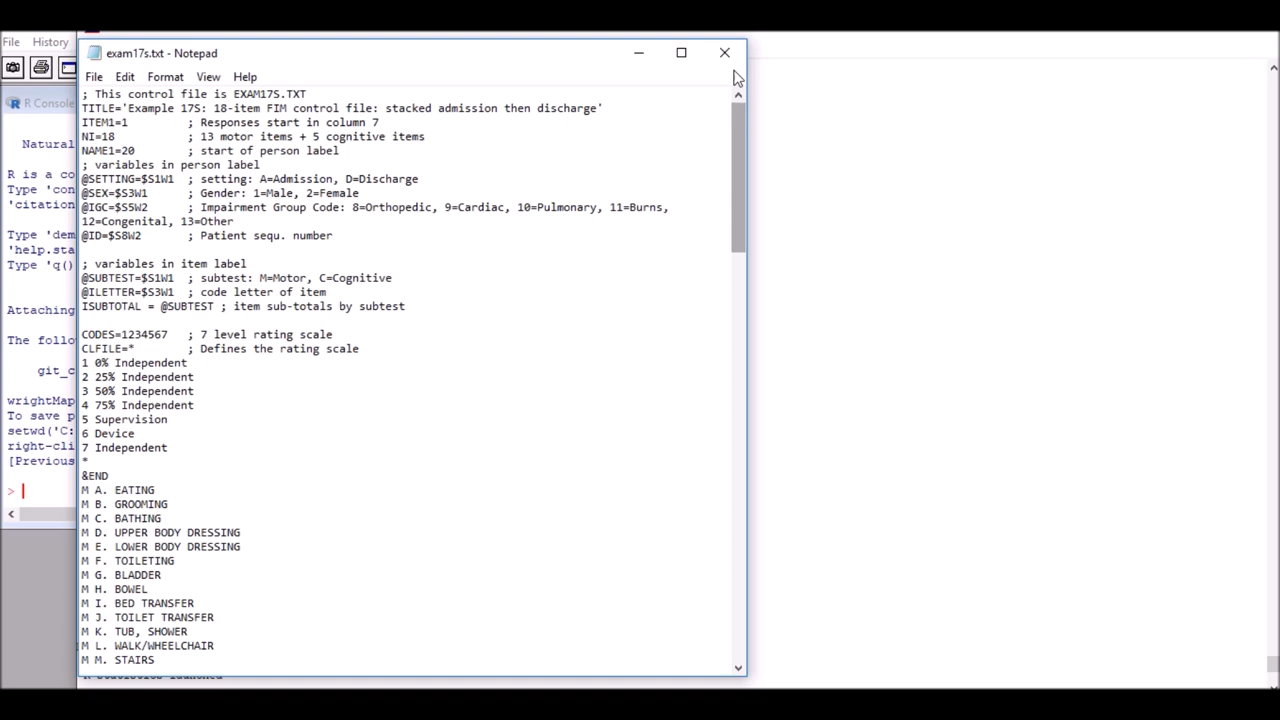 File History
R Console
Natural
R is a co
Type 'con
'citation
Type 'dem
'help.sta
Type 'q()
Attaching
The follo
git_c
wrightMap
To save p
setwd('C:
right-cli
[Previous
>
exam17s.txt - Notepad
File Edit Format View Help
; This control file is EXAM17S.TXT
TITLE='Example 17S: 18-item FIM control file: stacked admission then discharge'
ITEM1=1 ; Responses start in column 7
NI=18 ; 13 motor items + 5 cognitive items
NAME1=20 ; start of person label
; variables in person label
@SETTING=$S1W1 ; setting: A=Admission, D=Discharge
@SEX=$S3W1 ; Gender: 1=Male, 2=Female
@IGC=$S5W2 ; Impairment Group Code: 8=Orthopedic, 9=Cardiac, 10=Pulmonary, 11=Burns,
12=Congenital, 13=Other
@ID=$S8W2 ; Patient sequ. number
; variables in item label
@SUBTEST=$S1W1 ; subtest: M=Motor, C=Cognitive
@ILETTER=$S3W1 ; code letter of item
ISUBTOTAL = @SUBTEST ; item sub-totals by subtest
CODES=1234567 ; 7 level rating scale
CLFILE=* ; Defines the rating scale
1 0% Independent
2 25% Independent
3 50% Independent
4 75% Independent
5 Supervision
6 Device
7 Independent
*
&END
M A. EATING
M B. GROOMING
M C. BATHING
M D. UPPER BODY DRESSING
M E. LOWER BODY DRESSING
M F. TOILETING
M G. BLADDER
M H. BOWEL
M I. BED TRANSFER
M J. TOILET TRANSFER
M K. TUB, SHOWER
M L. WALK/WHEELCHAIR
M M. STAIRS